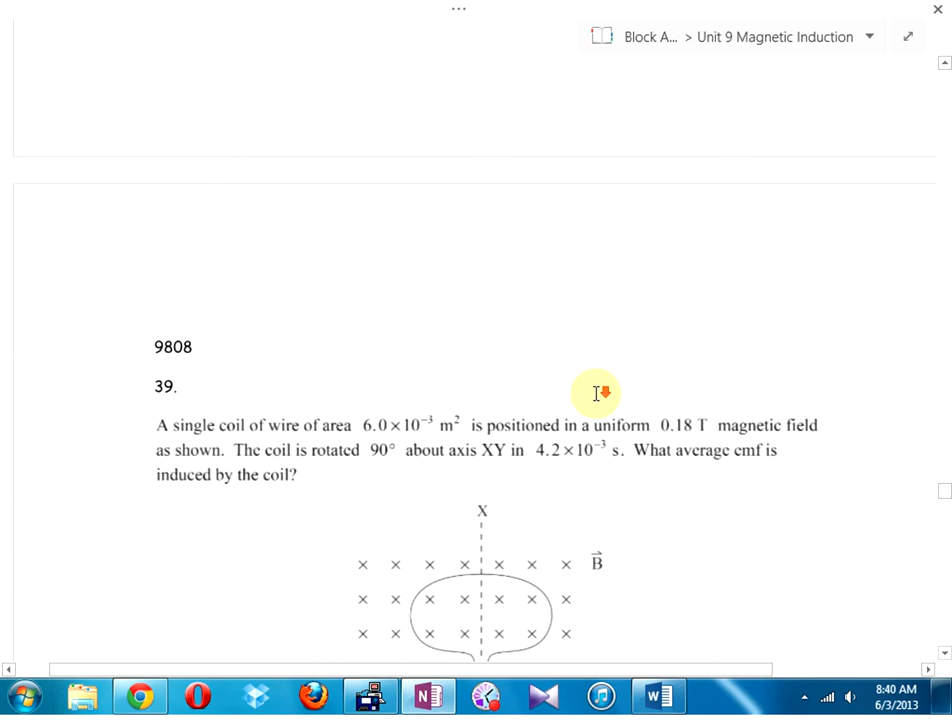 ...
×
Block A... > Unit 9 Magnetic Induction
9808
39.
A single coil of wire of area 6.0×10⁻³ m² is positioned in a uniform 0.18 T magnetic field
as shown. The coil is rotated 90° about axis XY in 4.2×10⁻³ s. What average emf is
induced by the coil?
X
× × × × × × × B⃗
× × × × × × ×
× × × × × × ×
N
W
8:40 AM
6/3/2013